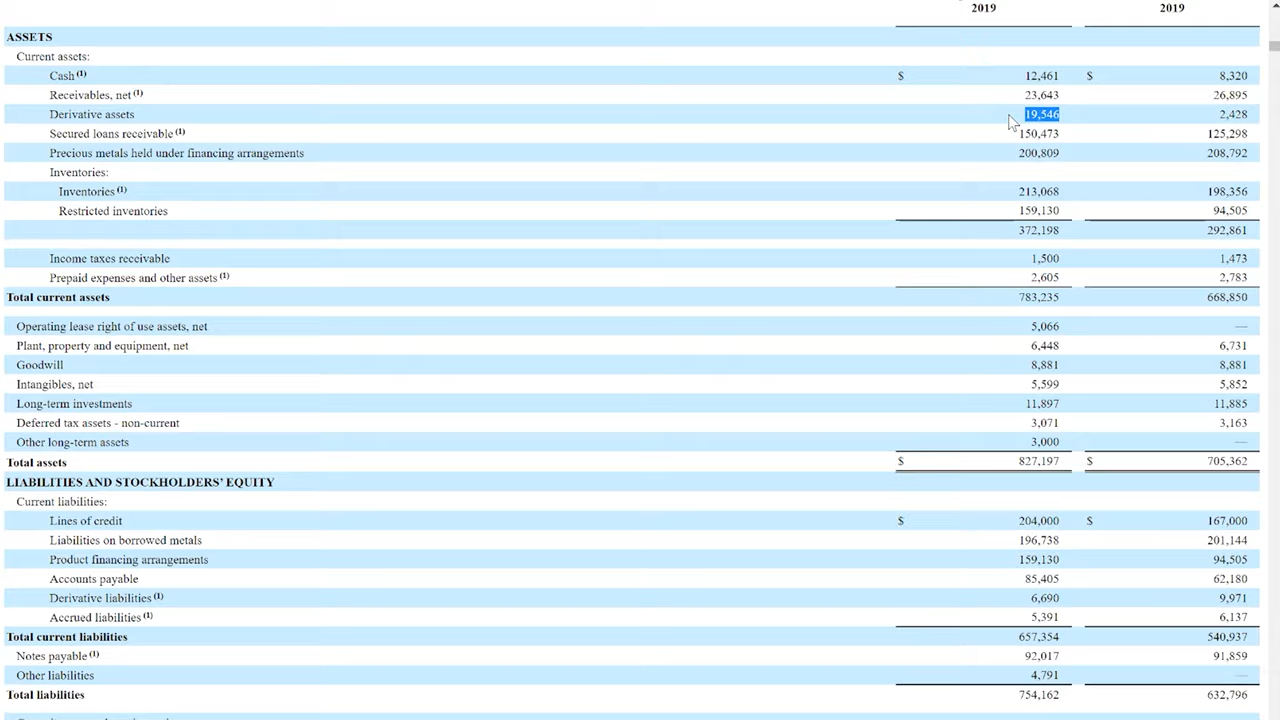 2019 2019
ASSETS
Current assets:
Cash (1) $ 12,461 $ 8,320
Receivables, net (1) 23,643 26,895
Derivative assets 19,546 2,428
Secured loans receivable (1) 150,473 125,298
Precious metals held under financing arrangements 200,809 208,792
Inventories:
Inventories (1) 213,068 198,356
Restricted inventories 159,130 94,505
372,198 292,861
Income taxes receivable 1,500 1,473
Prepaid expenses and other assets (1) 2,605 2,783
Total current assets 783,235 668,850
Operating lease right of use assets, net 5,066 —
Plant, property and equipment, net 6,448 6,731
Goodwill 8,881 8,881
Intangibles, net 5,599 5,852
Long-term investments 11,897 11,885
Deferred tax assets - non-current 3,071 3,163
Other long-term assets 3,000 —
Total assets $ 827,197 $ 705,362
LIABILITIES AND STOCKHOLDERS' EQUITY
Current liabilities:
Lines of credit $ 204,000 $ 167,000
Liabilities on borrowed metals 196,738 201,144
Product financing arrangements 159,130 94,505
Accounts payable 85,405 62,180
Derivative liabilities (1) 6,690 9,971
Accrued liabilities (1) 5,391 6,137
Total current liabilities 657,354 540,937
Notes payable (1) 92,017 91,859
Other liabilities 4,791 —
Total liabilities 754,162 632,796